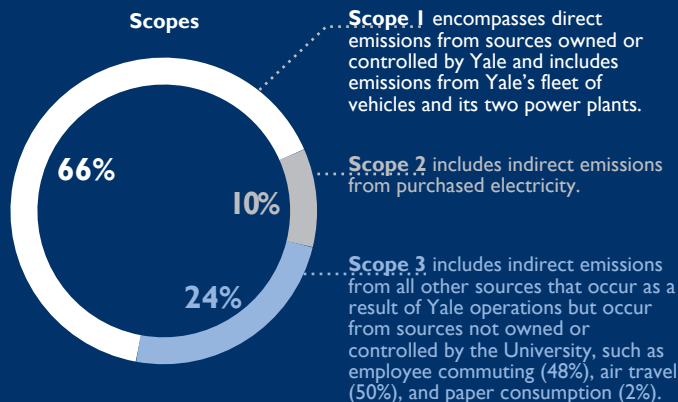 Scopes
66%
10%
24%
Scope 1 encompasses direct
emissions from sources owned or
controlled by Yale and includes
emissions from Yale’s fleet of
vehicles and its two power plants.
Scope 2 includes indirect emissions
from purchased electricity.
Scope 3 includes indirect emissions
from all other sources that occur as a
result of Yale operations but occur
from sources not owned or
controlled by the University, such as
employee commuting (48%), air travel
(50%), and paper consumption (2%).